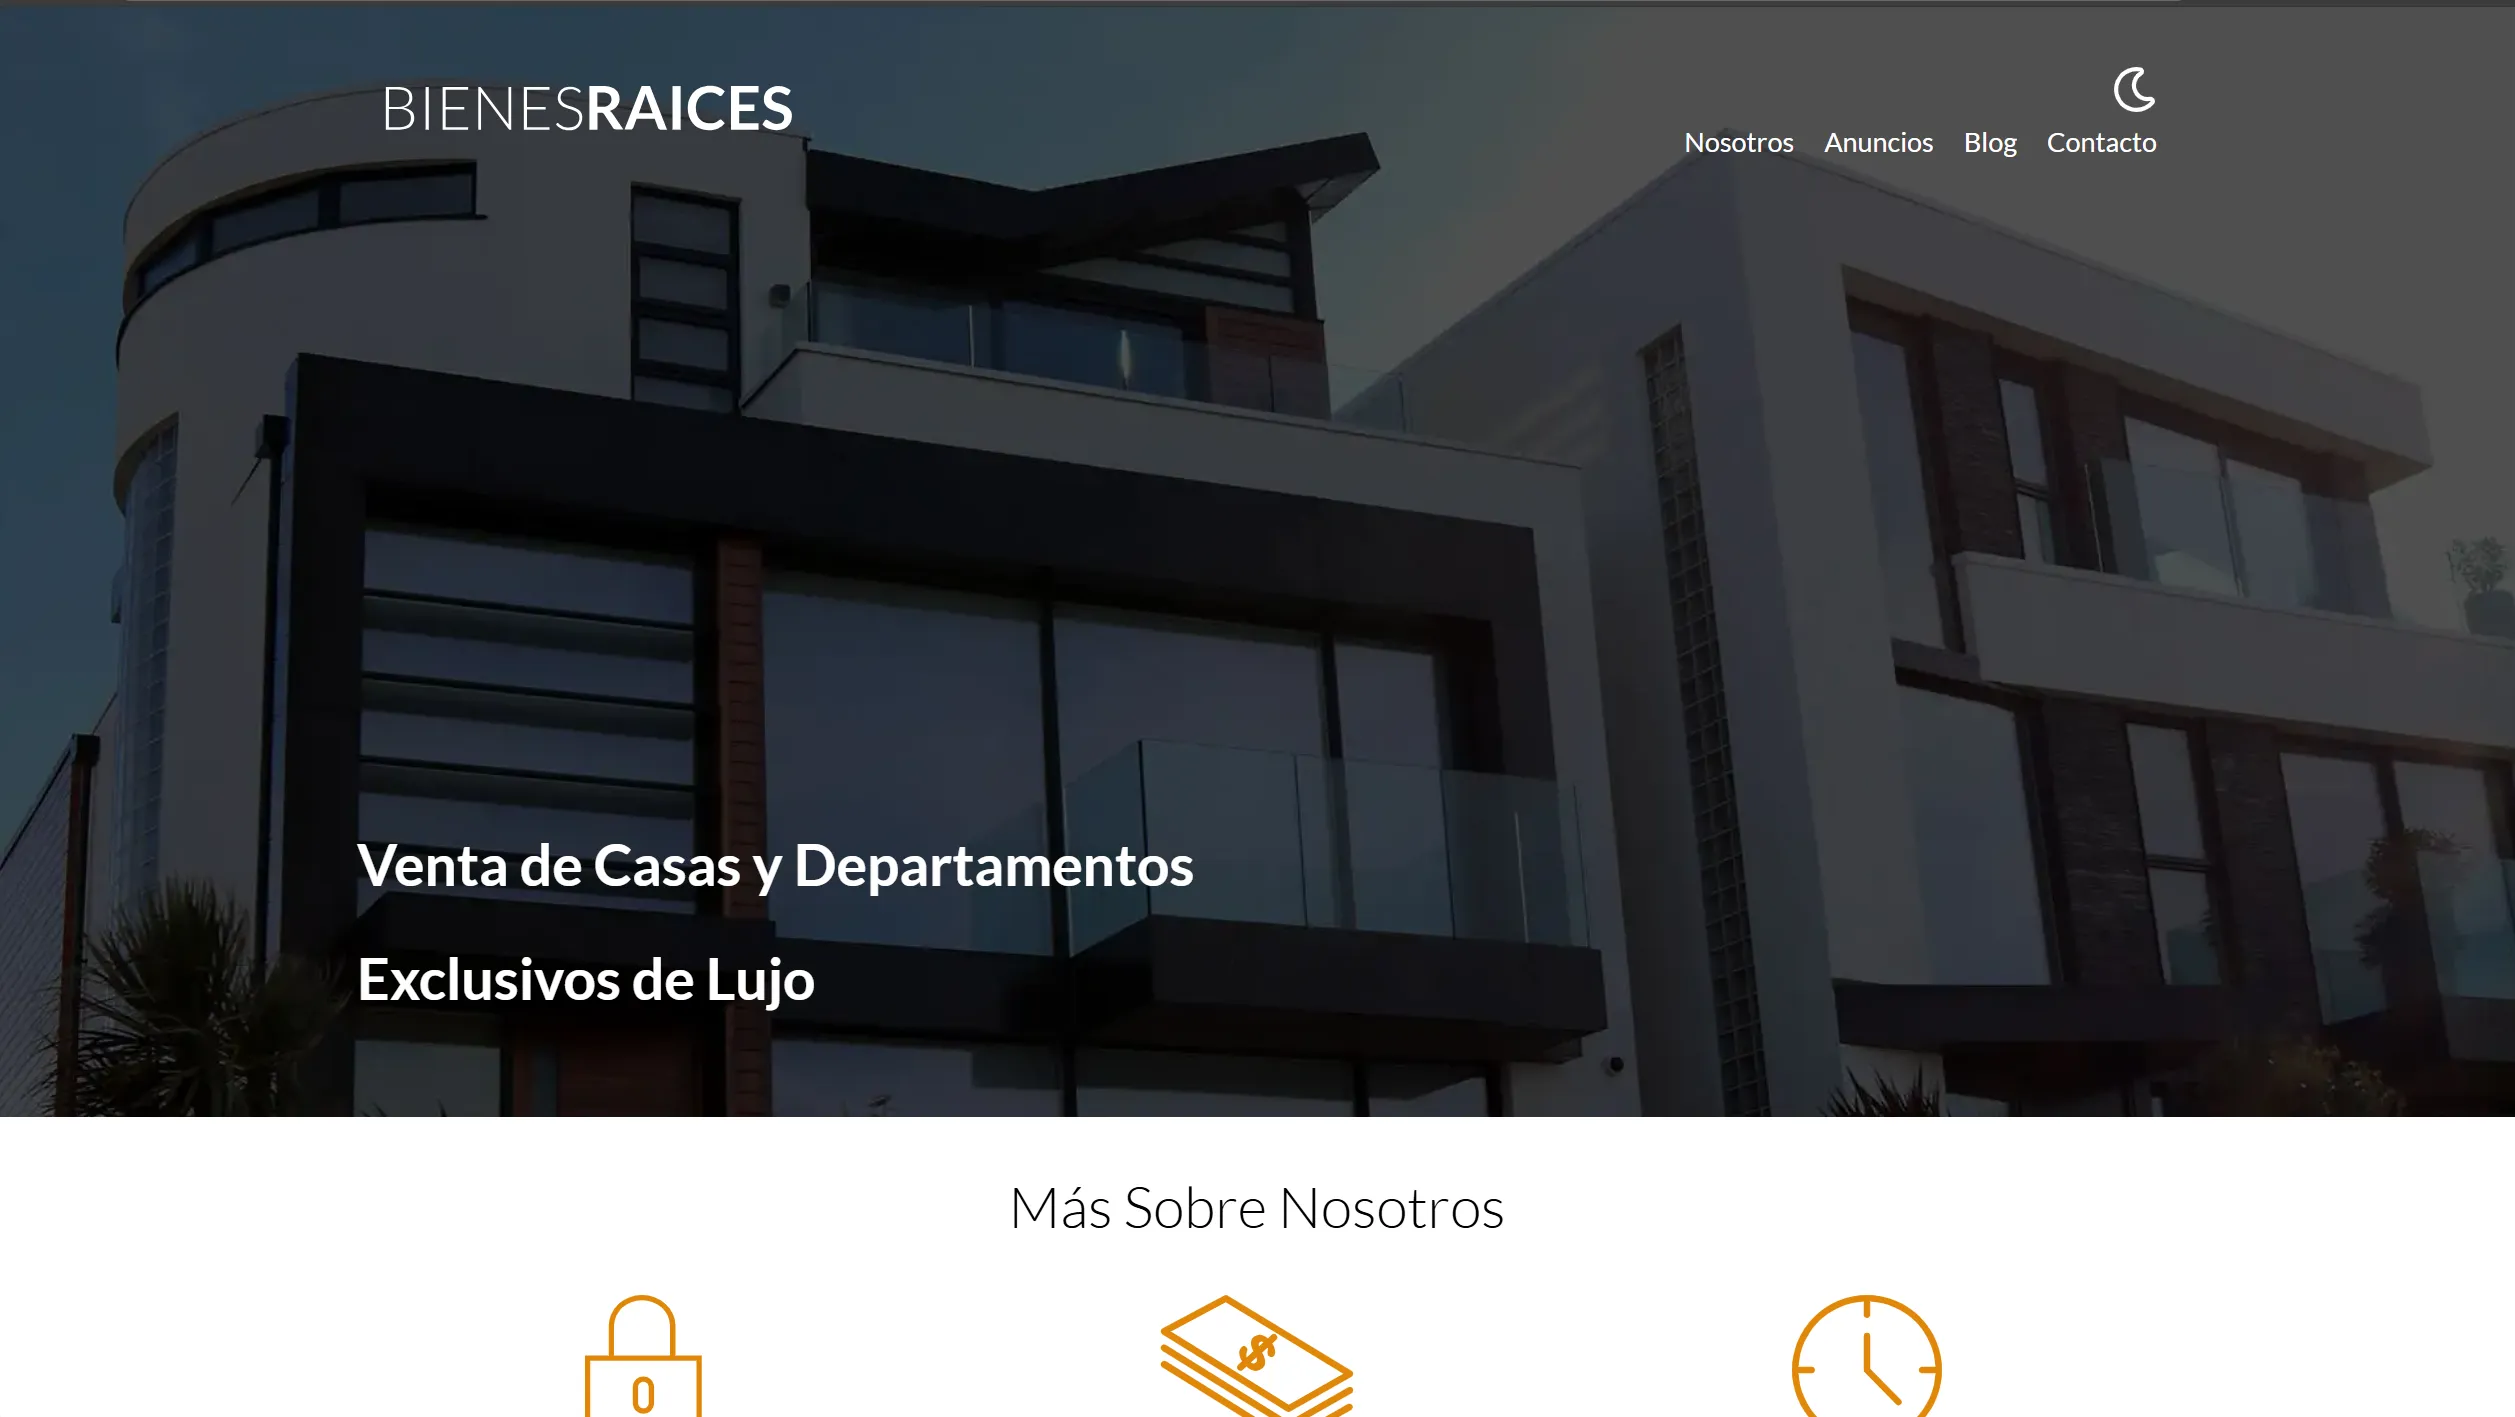 BIENESRAICES
Nosotros Anuncios Blog Contacto
Venta de Casas y Departamentos
Exclusivos de Lujo
Más Sobre Nosotros
$